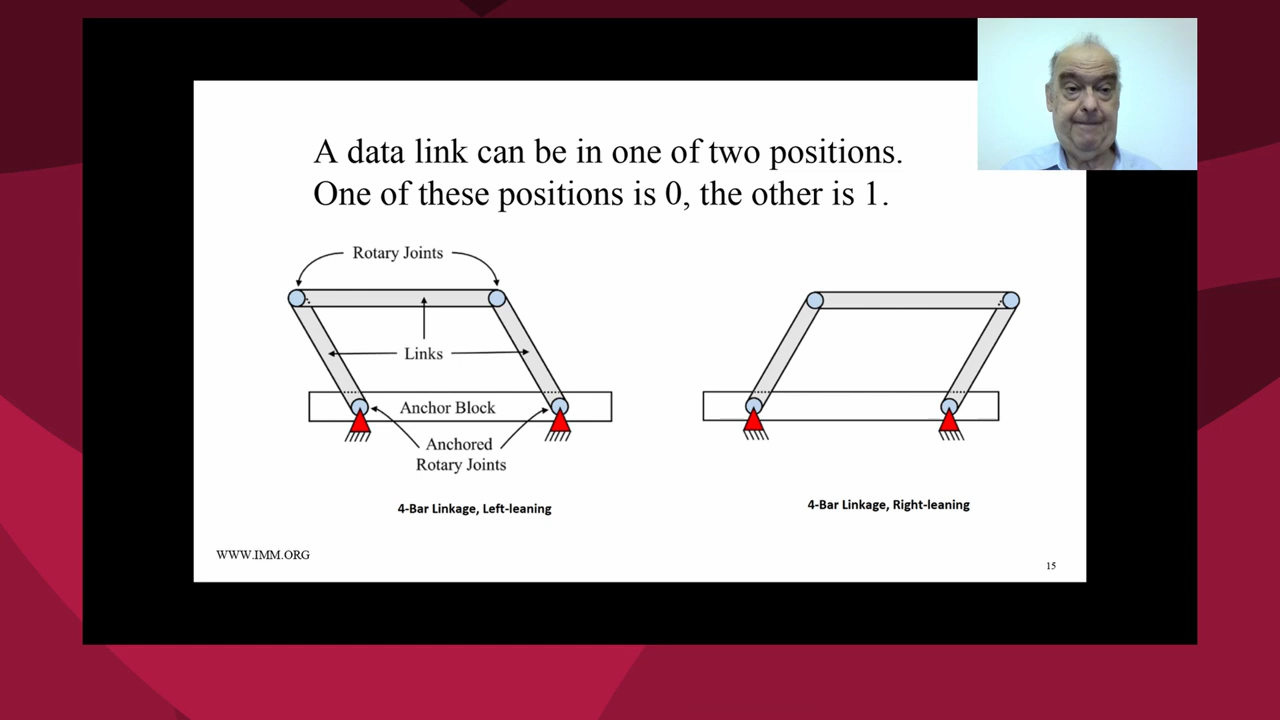 A data link can be in one of two positions.
One of these positions is 0, the other is 1.
Rotary Joints
Links
Anchor Block
Anchored
Rotary Joints
4-Bar Linkage, Left-leaning
4-Bar Linkage, Right-leaning
WWW.IMM.ORG
15